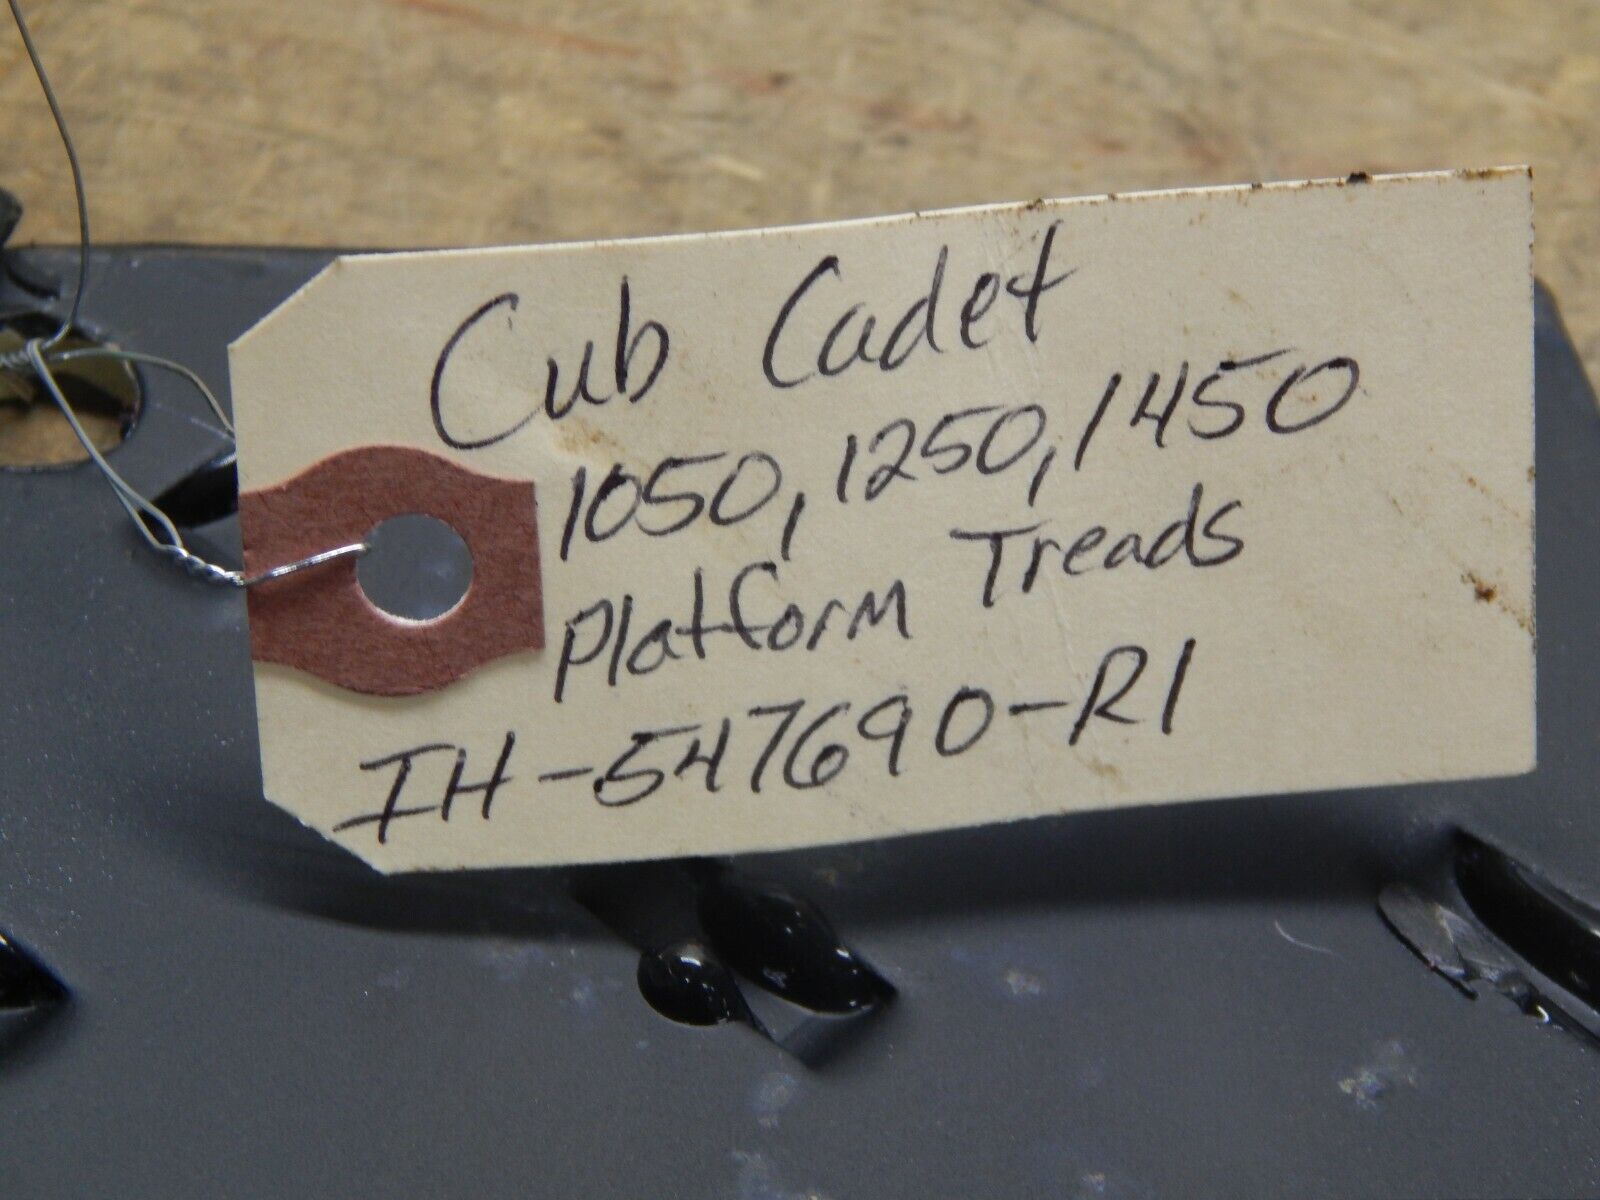 Cub Cadet
1050, 1250, 1450
Platform Treads
IH-547690-R1